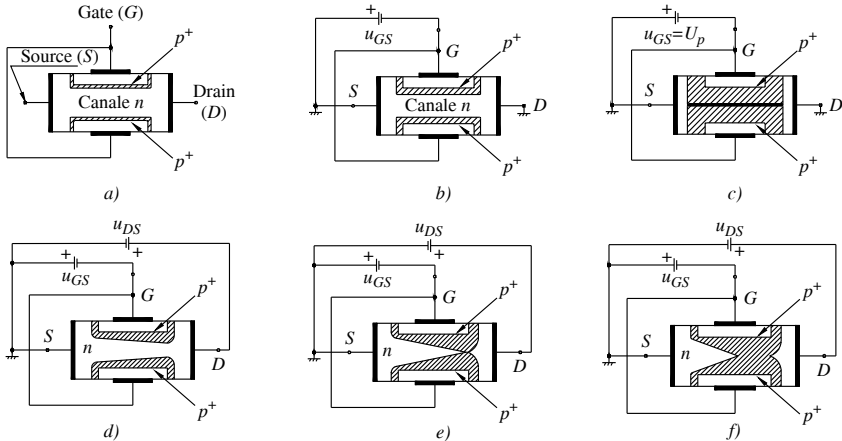 Gate (G)
p+
Source (S)
Canale n
Drain
(D)
p+
a)
+
uGS
G
p+
S
Canale n
D
p+
b)
+
uGS=Up
G
p+
S
D
p+
c)
uDS
+
+
uGS
G
p+
S
n
D
p+
d)
uDS
+
+
uGS
G
p+
S
n
D
p+
e)
uDS
+
+
uGS
G
p+
S
n
D
p+
f)